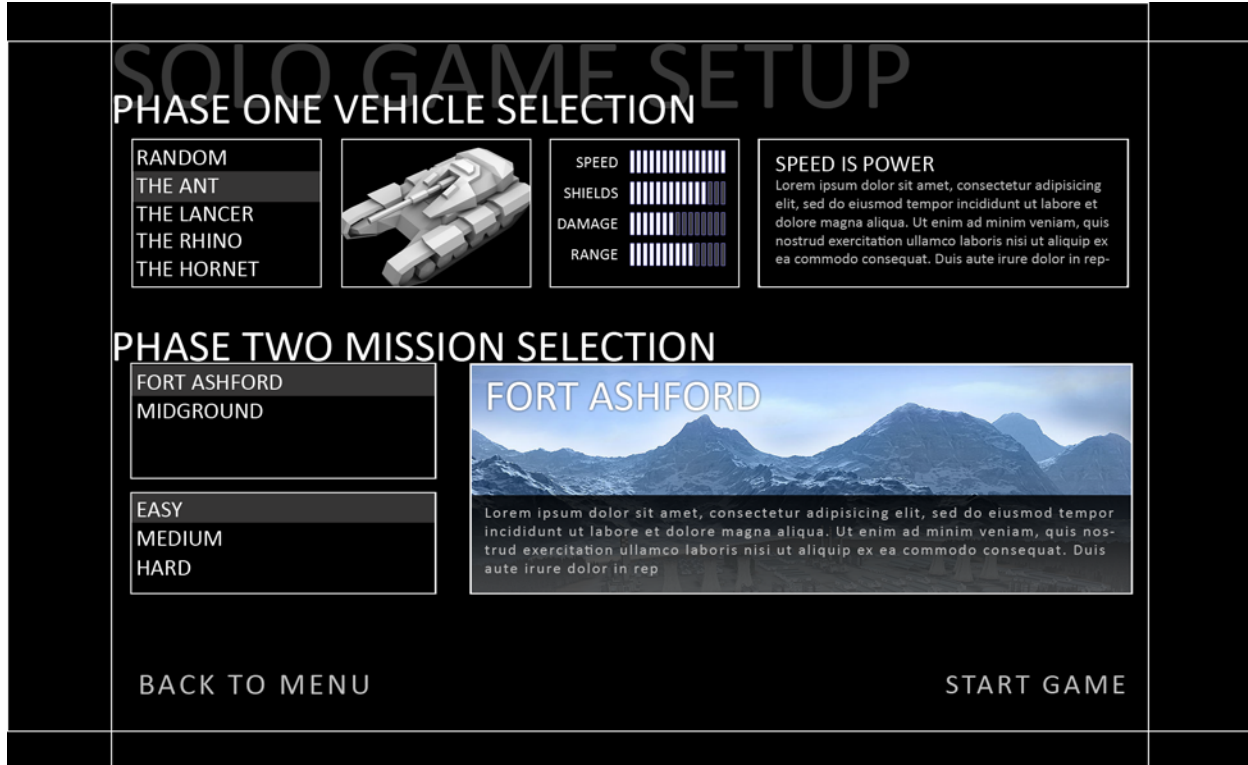 SOLO GAME SETUP
PHASE ONE VEHICLE SELECTION
RANDOM
THE ANT
THE LANCER
THE RHINO
THE HORNET
SPEED
SHIELDS
DAMAGE
RANGE
SPEED IS POWER
Lorem ipsum dolor sit amet, consectetur adipisicing
elit, sed do eiusmod tempor incididunt ut labore et
dolore magna aliqua. Ut enim ad minim veniam, quis
nostrud exercitation ullamco laboris nisi ut aliquip ex
ea commodo consequat. Duis aute irure dolor in rep-
PHASE TWO MISSION SELECTION
FORT ASHFORD
MIDGROUND
EASY
MEDIUM
HARD
FORT ASHFORD
Lorem ipsum dolor sit amet, consectetur adipisicing elit, sed do eiusmod tempor
incididunt ut labore et dolore magna aliqua. Ut enim ad minim veniam, quis nos-
trud exercitation ullamco laboris nisi ut aliquip ex ea commodo consequat. Duis
aute irure dolor in rep
BACK TO MENU
START GAME